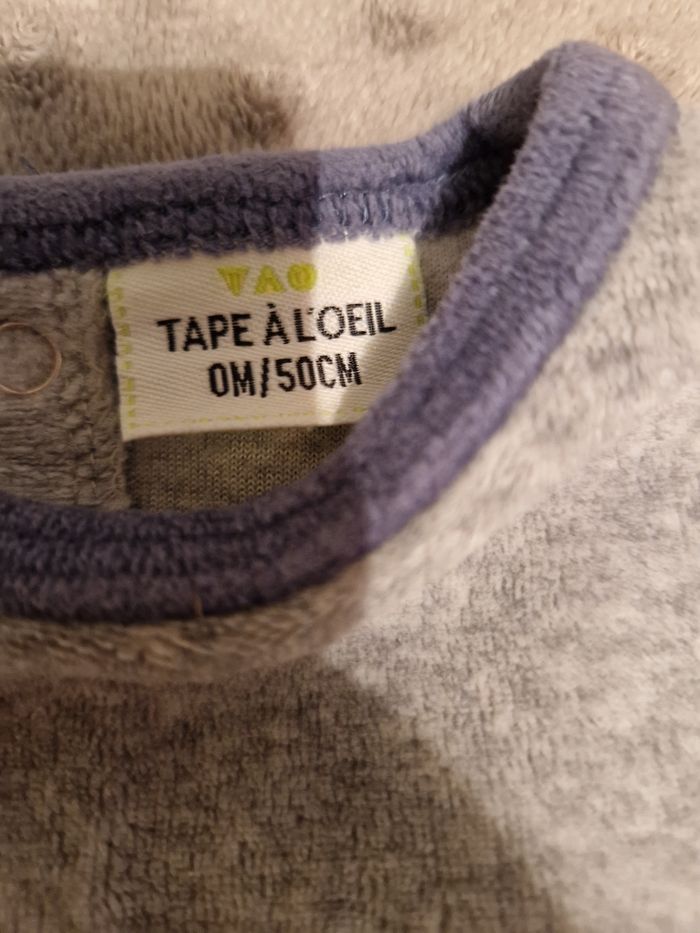 TAO
TAPE À L'OEIL
0M/50CM